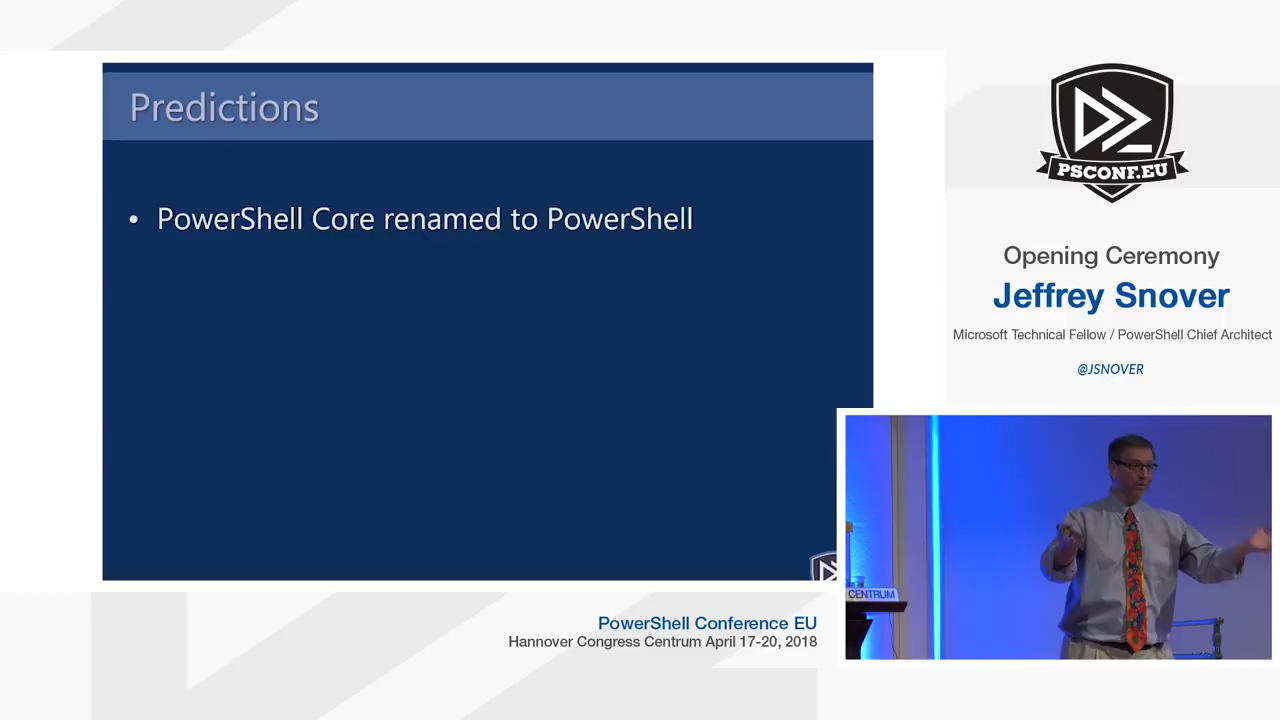 Predictions
• PowerShell Core renamed to PowerShell
PSCONF.EU
Opening Ceremony
Jeffrey Snover
Microsoft Technical Fellow / PowerShell Chief Architect
@JSNOVER
CENTRUM
PowerShell Conference EU
Hannover Congress Centrum April 17-20, 2018